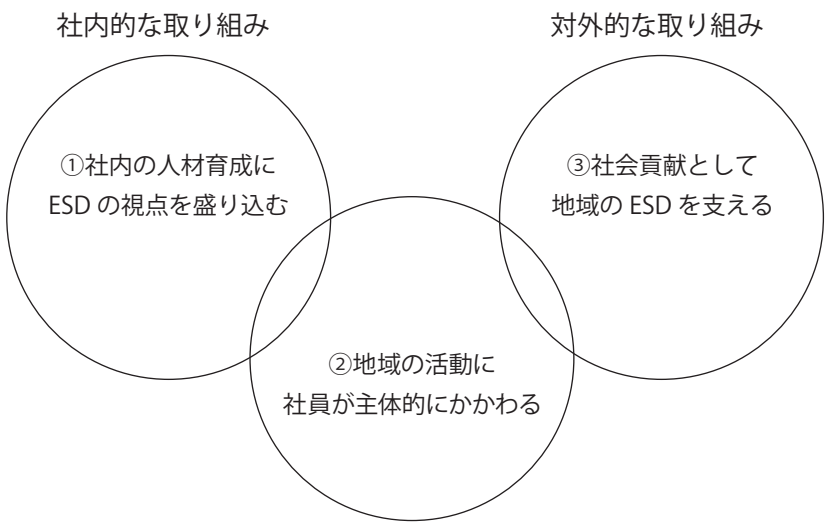 社内的な取り組み
対外的な取り組み
①社内の人材育成に
ESD の視点を盛り込む
③社会貢献として
地域の ESD を支える
②地域の活動に
社員が主体的にかかわる